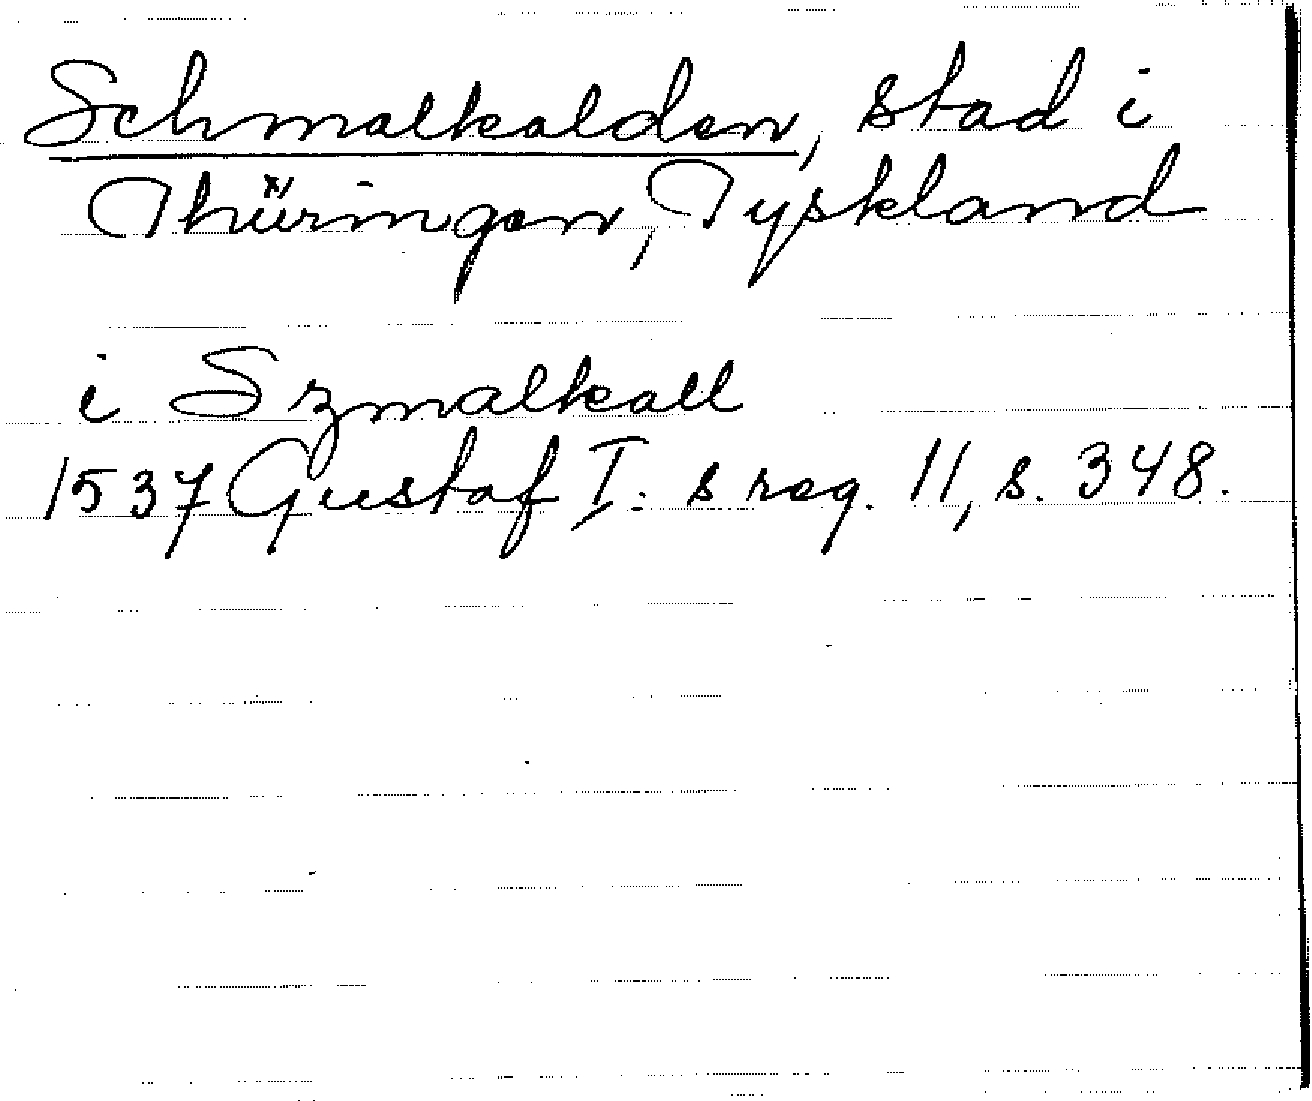 Schmalkalden, stad i
Thüringen, Tyskland
i Szmalkall
1537 Gustaf I:s reg. 11, s. 348.